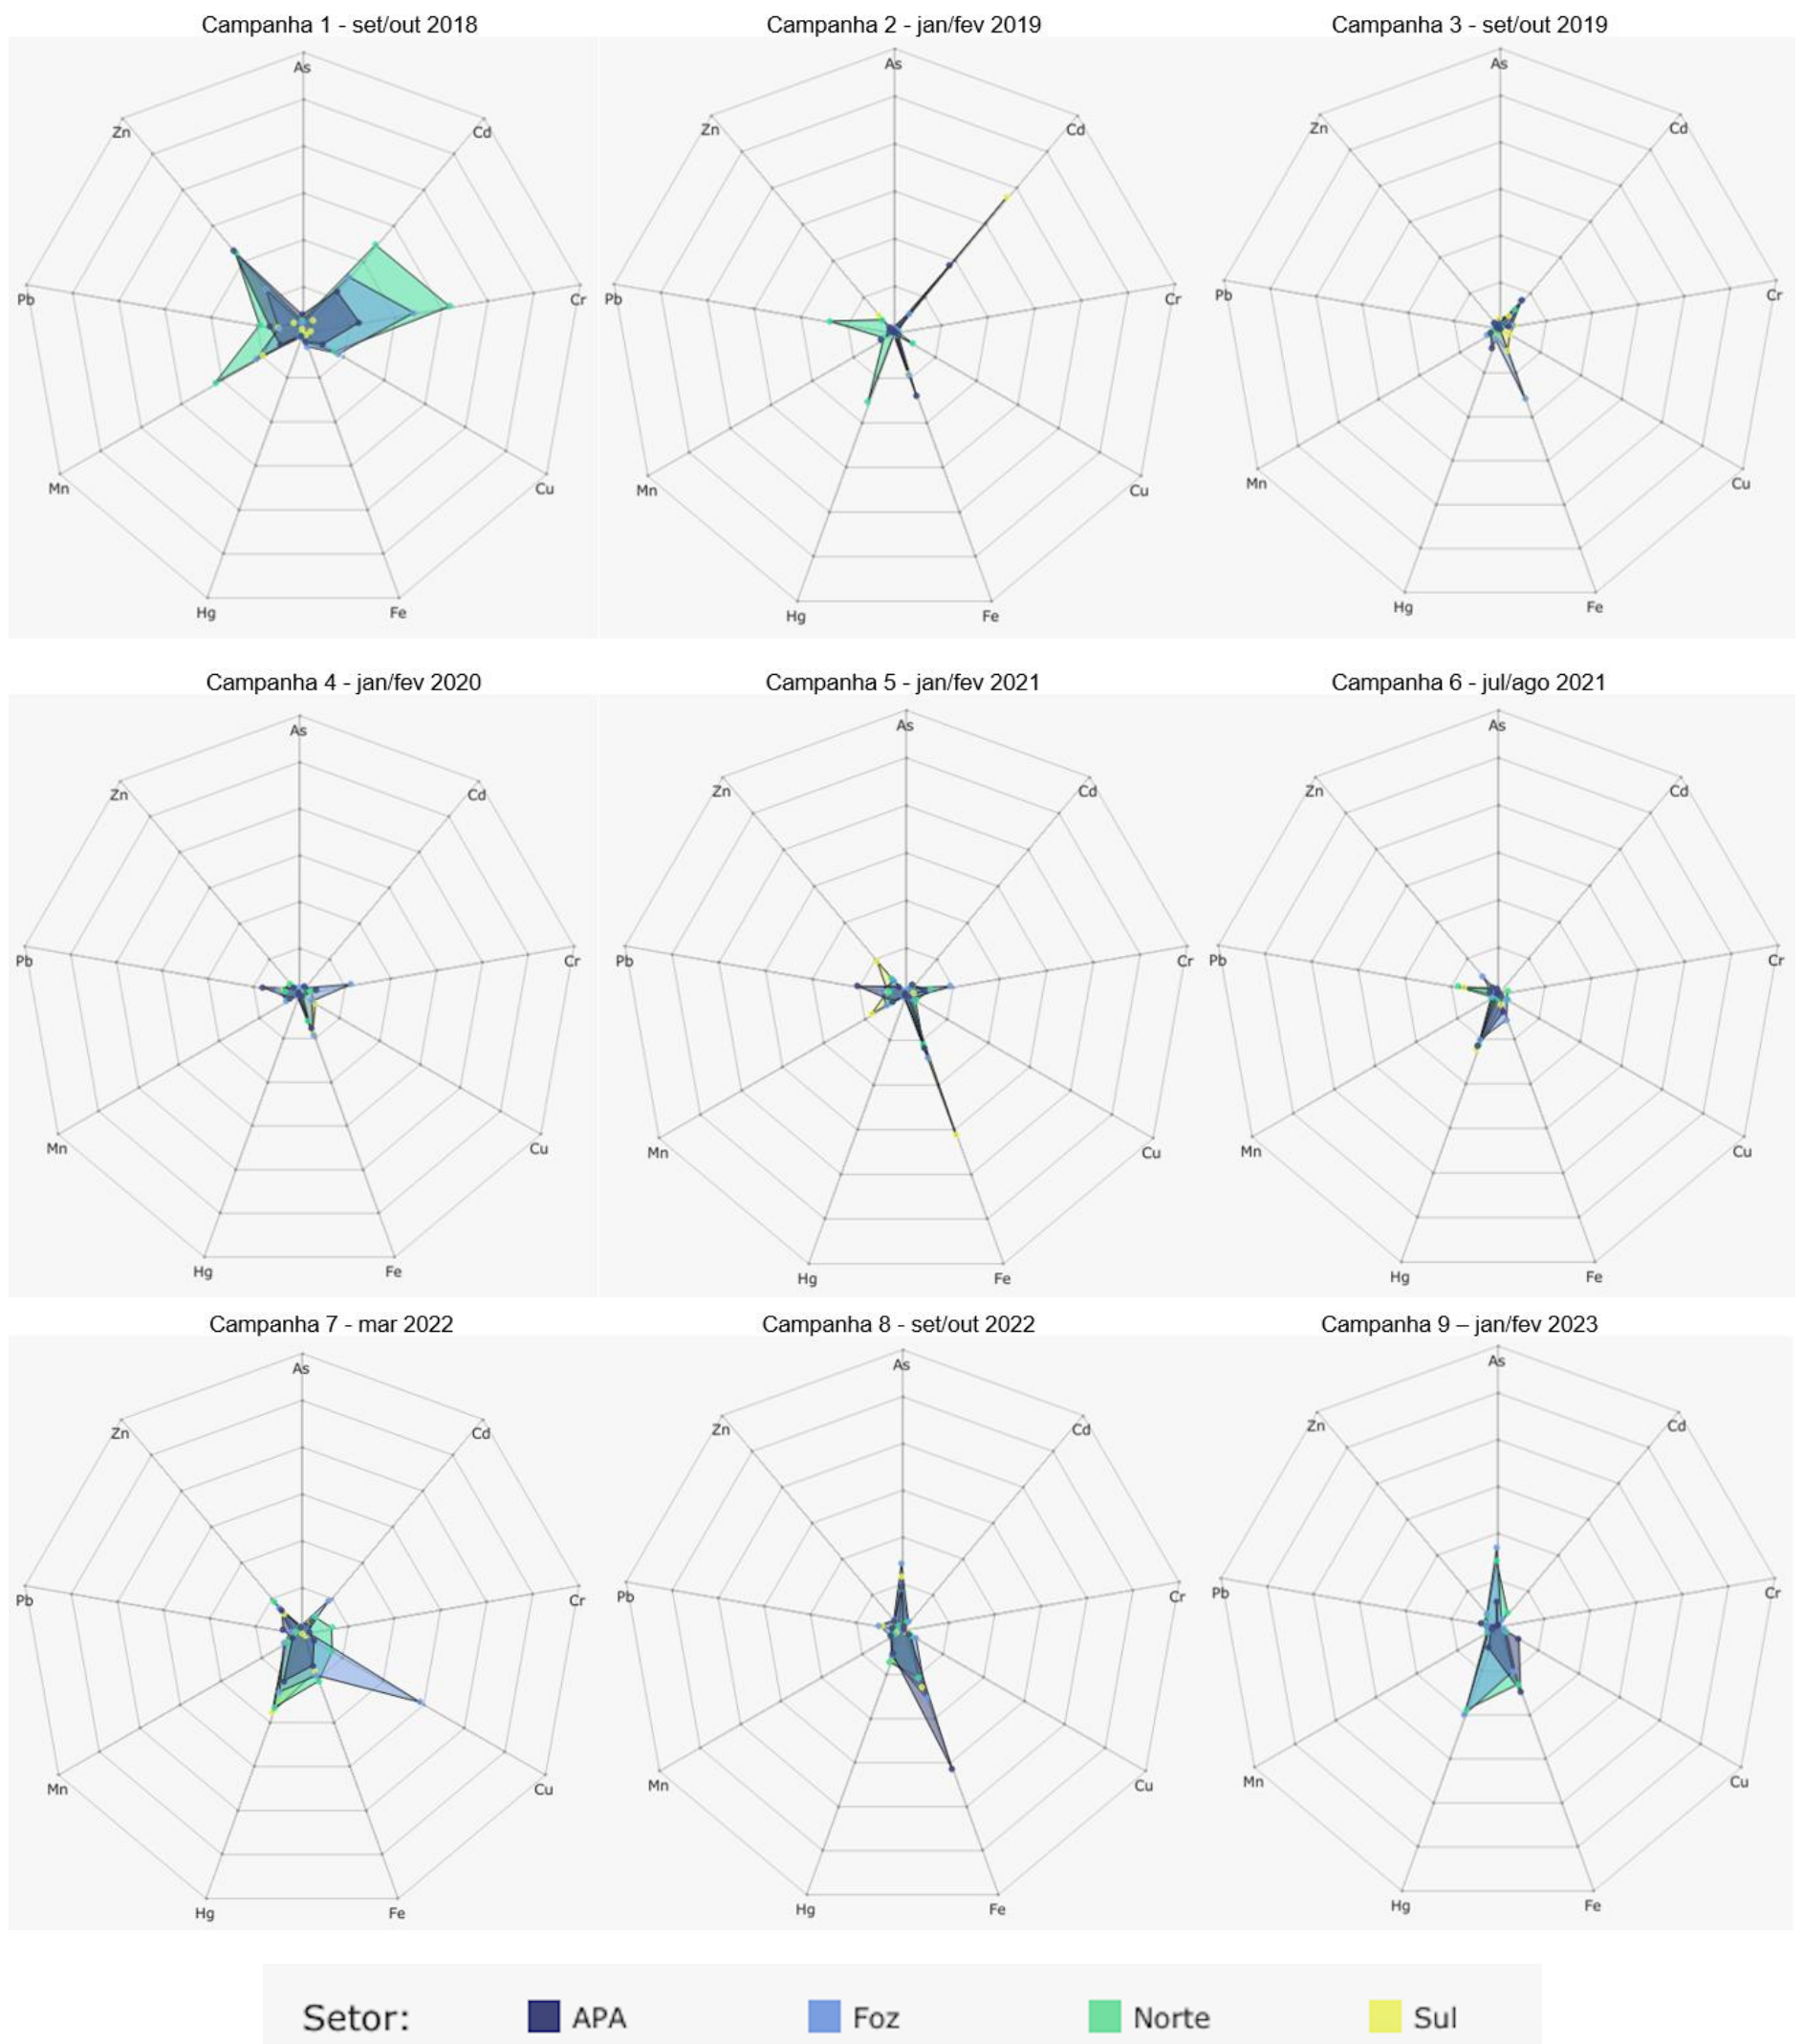 Campanha 1 - set/out 2018
Campanha 2 - jan/fev 2019
Campanha 3 - set/out 2019
As
Zn
Cd
Pb
Cr
Mn
Cu
Hg
Fe
As
Zn
Cd
Pb
Cr
Mn
Cu
Hg
Fe
As
Zn
Cd
Pb
Cr
Mn
Cu
Hg
Fe
Campanha 4 - jan/fev 2020
Campanha 5 - jan/fev 2021
Campanha 6 - jul/ago 2021
As
Zn
Cd
Pb
Cr
Mn
Cu
Hg
Fe
As
Zn
Cd
Pb
Cr
Mn
Cu
Hg
Fe
As
Zn
Cd
Pb
Cr
Mn
Cu
Hg
Fe
Campanha 7 - mar 2022
Campanha 8 - set/out 2022
Campanha 9 – jan/fev 2023
As
Zn
Cd
Pb
Cr
Mn
Cu
Hg
Fe
As
Zn
Cd
Pb
Cr
Mn
Cu
Hg
Fe
As
Zn
Cd
Pb
Cr
Mn
Cu
Hg
Fe
Setor: APA Foz Norte Sul